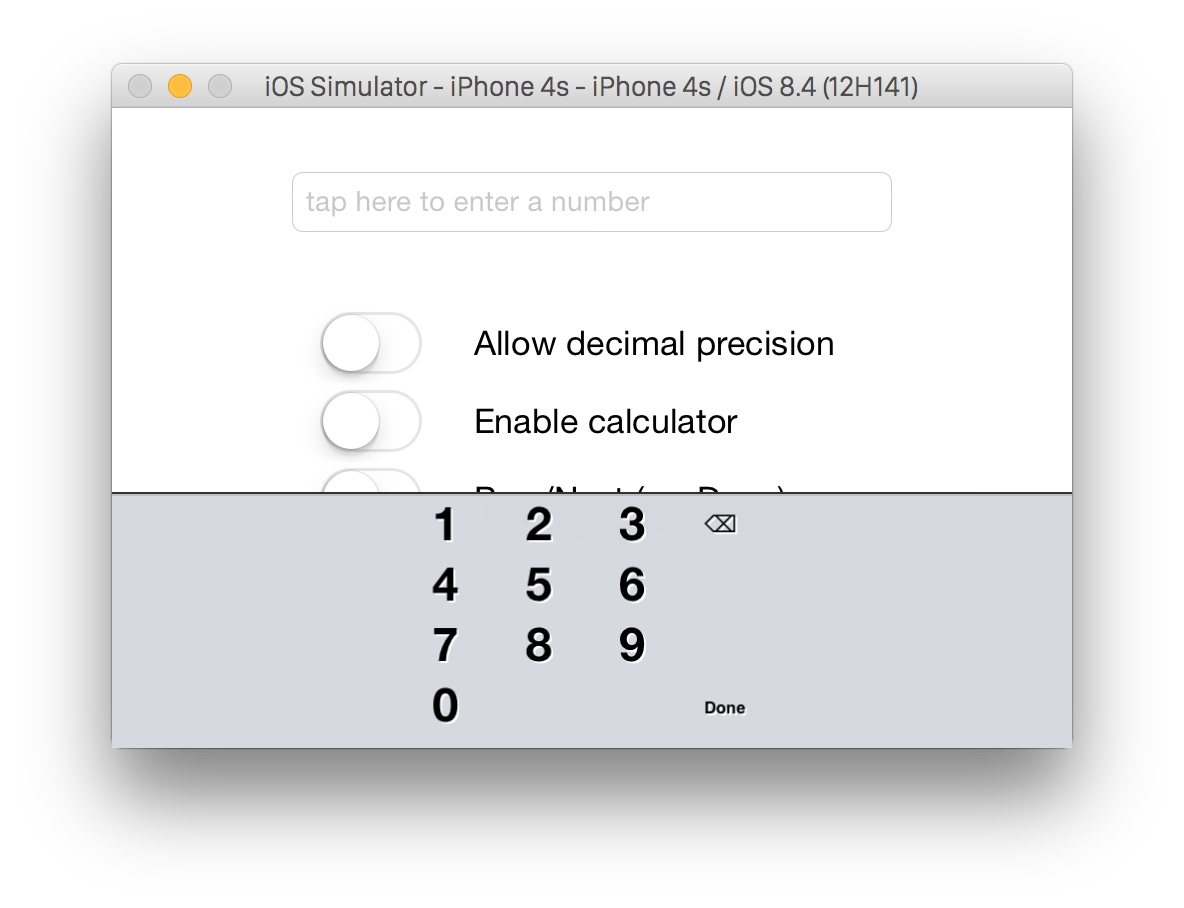 iOS Simulator - iPhone 4s - iPhone 4s / iOS 8.4 (12H141)
tap here to enter a number
Allow decimal precision
Enable calculator
1 2 3 ⌫
4 5 6
7 8 9
0 Done